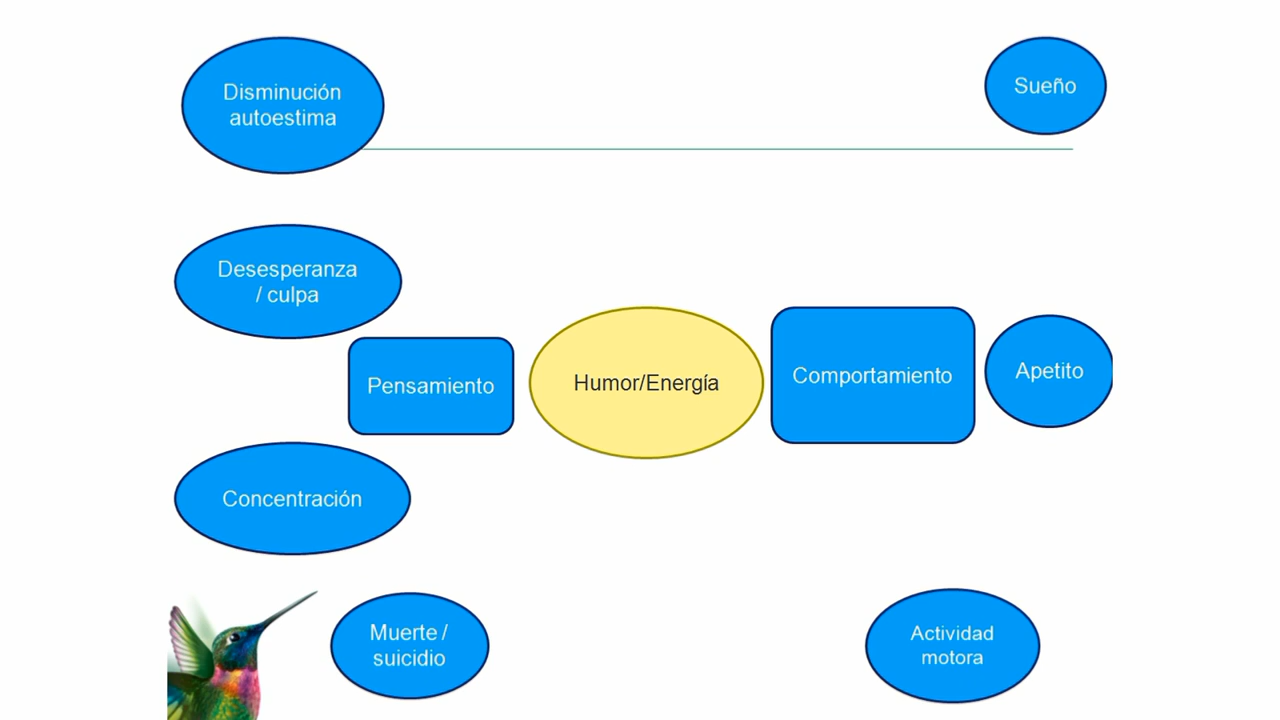 Disminución
autoestima
Sueño
Desesperanza
/ culpa
Pensamiento
Humor/Energía
Comportamiento
Apetito
Concentración
Muerte /
suicidio
Actividad
motora